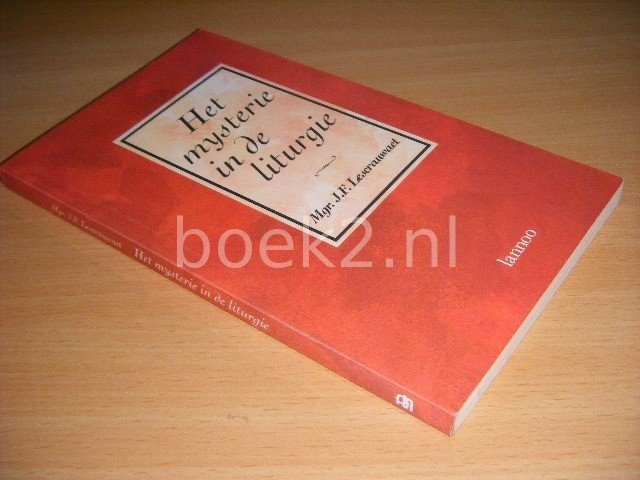 Het
mysterie
in de
liturgie
Mgr. J.F. Lescrauwaet
lannoo
boek2.nl
Mgr. J.F. Lescrauwaet Het mysterie in de liturgie